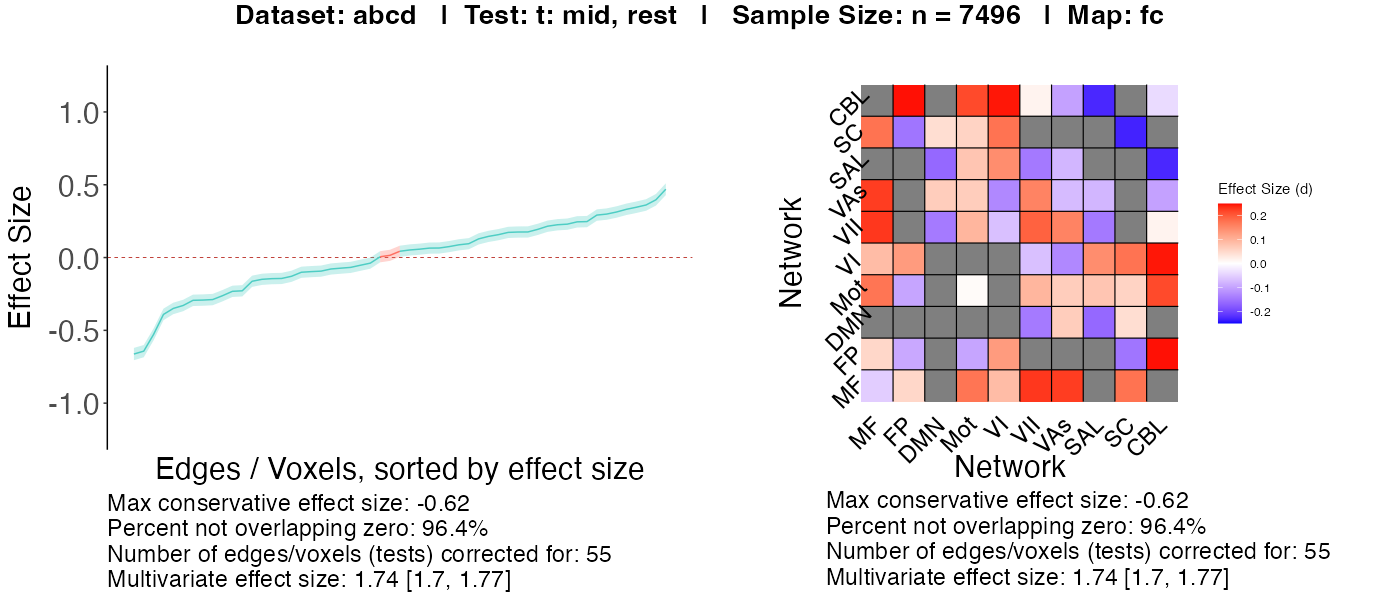 Dataset: abcd | Test: t: mid, rest | Sample Size: n = 7496 | Map: fc
Effect Size
1.0
0.5
0.0
-0.5
-1.0
Edges / Voxels, sorted by effect size
Max conservative effect size: -0.62
Percent not overlapping zero: 96.4%
Number of edges/voxels (tests) corrected for: 55
Multivariate effect size: 1.74 [1.7, 1.77]
Network
CBL
SC
SAL
VAs
VII
VI
Mot
DMN
FP
MF
MF FP DMN Mot VI VII VAs SAL SC CBL
Network
Effect Size (d)
0.2
0.1
0.0
-0.1
-0.2
Max conservative effect size: -0.62
Percent not overlapping zero: 96.4%
Number of edges/voxels (tests) corrected for: 55
Multivariate effect size: 1.74 [1.7, 1.77]